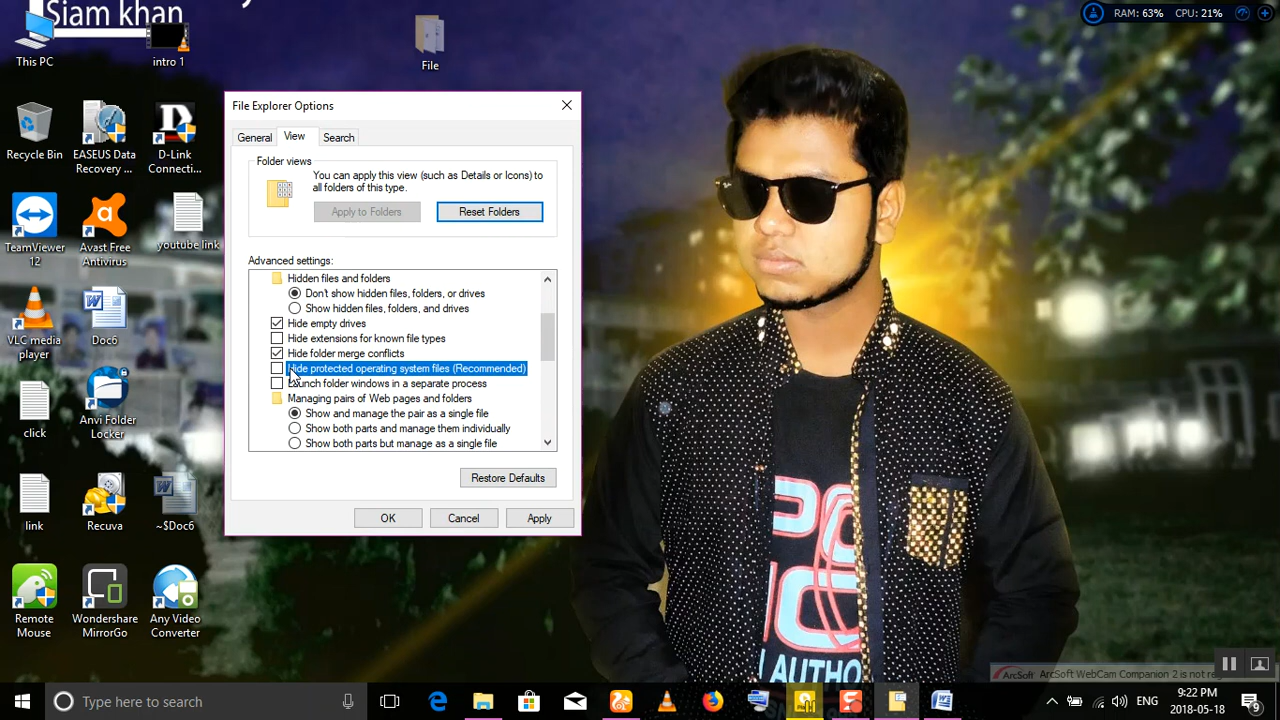 Siam khan
RAM: 63% CPU: 21%
This PC
intro 1
File
Recycle Bin
EASEUS Data
Recovery ...
D-Link
Connecti...
TeamViewer
12
Avast Free
Antivirus
youtube link
VLC media
player
Doc6
click
Anvi Folder
Locker
link
Recuva
~$Doc6
Remote
Mouse
Wondershare
MirrorGo
Any Video
Converter
File Explorer Options
General
View
Search
Folder views
You can apply this view (such as Details or Icons) to
all folders of this type.
Apply to Folders
Reset Folders
Advanced settings:
Hidden files and folders
Don't show hidden files, folders, or drives
Show hidden files, folders, and drives
Hide empty drives
Hide extensions for known file types
Hide folder merge conflicts
Hide protected operating system files (Recommended)
Launch folder windows in a separate process
Managing pairs of Web pages and folders
Show and manage the pair as a single file
Show both parts and manage them individually
Show both parts but manage as a single file
Restore Defaults
OK
Cancel
Apply
ArcSoft ArcSoft WebCam Companion 2 is not reg
Type here to search
ENG
9:22 PM
2018-05-18
9